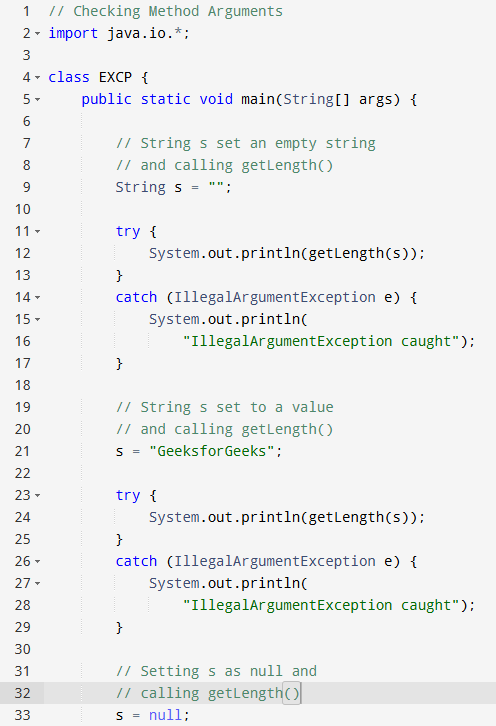 1 // Checking Method Arguments
2 import java.io.*;
3
4 class EXCP {
5 public static void main(String[] args) {
6
7 // String s set an empty string
8 // and calling getLength()
9 String s = "";
10
11 try {
12 System.out.println(getLength(s));
13 }
14 catch (IllegalArgumentException e) {
15 System.out.println(
16 "IllegalArgumentException caught");
17 }
18
19 // String s set to a value
20 // and calling getLength()
21 s = "GeeksforGeeks";
22
23 try {
24 System.out.println(getLength(s));
25 }
26 catch (IllegalArgumentException e) {
27 System.out.println(
28 "IllegalArgumentException caught");
29 }
30
31 // Setting s as null and
32 // calling getLength()
33 s = null;